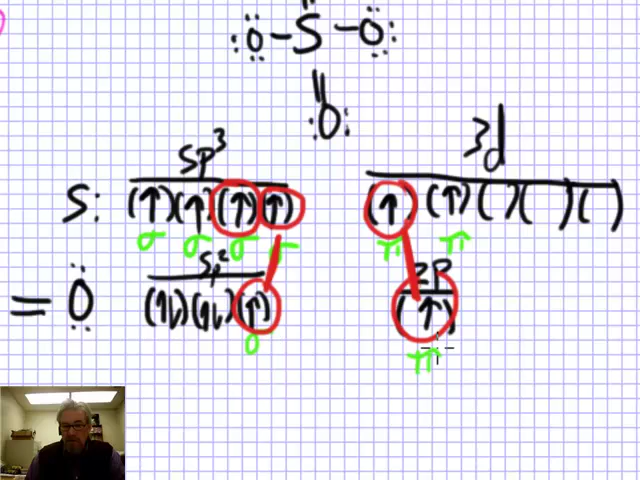 :Ö-S-Ö:
||
:O:
sp³ 3d
S: (↑)(↑)(↑)(↑) (↑)(↑)( )( )( )
σ σ σ σ π π
sp² 2p
= Ö (⇅)(⇅)(↑) (↑)
σ π